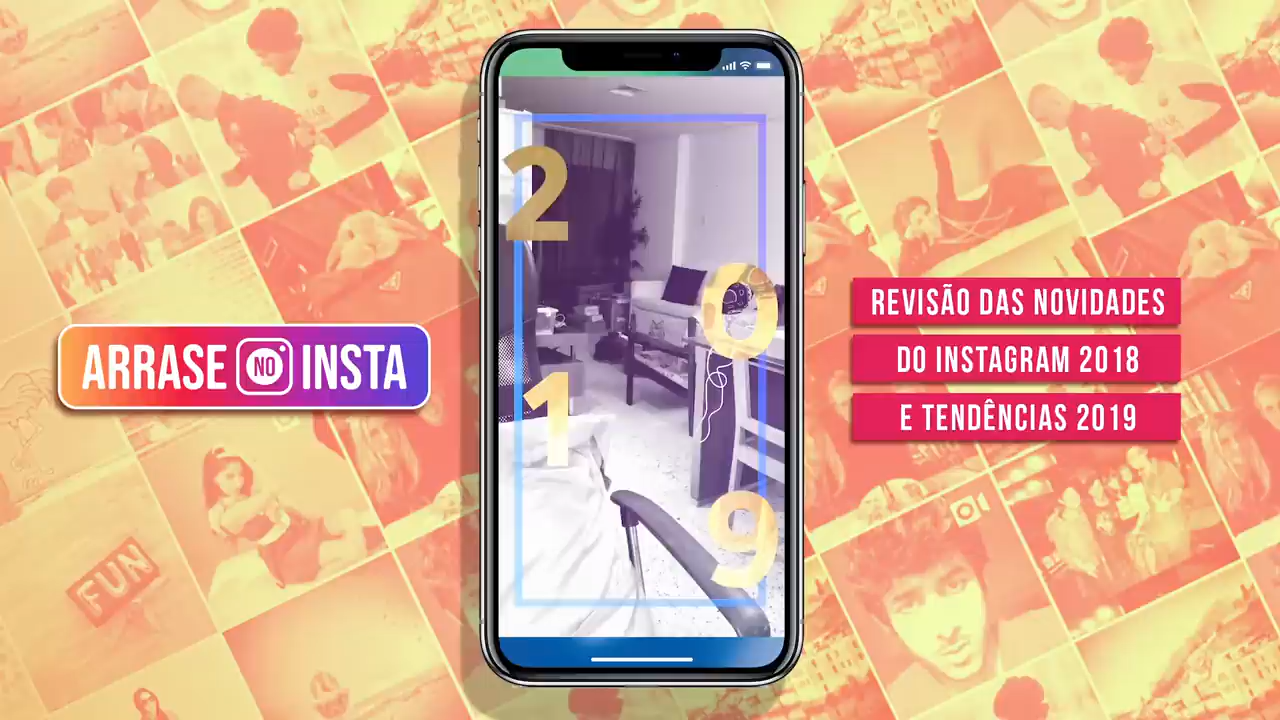 ARRASE NO INSTA
2
0
1
9
REVISÃO DAS NOVIDADES
DO INSTAGRAM 2018
E TENDÊNCIAS 2019
FUN